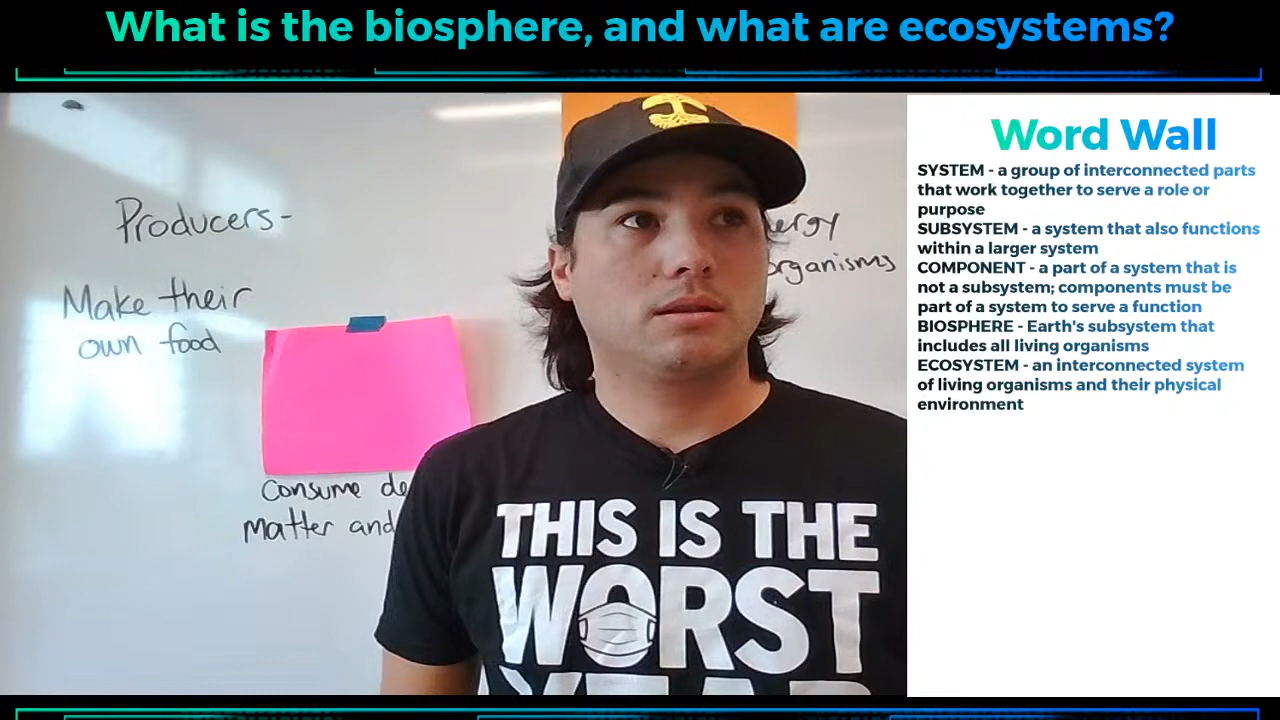 What is the biosphere, and what are ecosystems?
Producers-
Make their
own food
organisms
Consume
Matter and
THIS IS THE
WORST
YEAR
Word Wall
SYSTEM - a group of interconnected parts
that work together to serve a role or
purpose
SUBSYSTEM - a system that also functions
within a larger system
COMPONENT - a part of a system that is
not a subsystem; components must be
part of a system to serve a function
BIOSPHERE - Earth's subsystem that
includes all living organisms
ECOSYSTEM - an interconnected system
of living organisms and their physical
environment